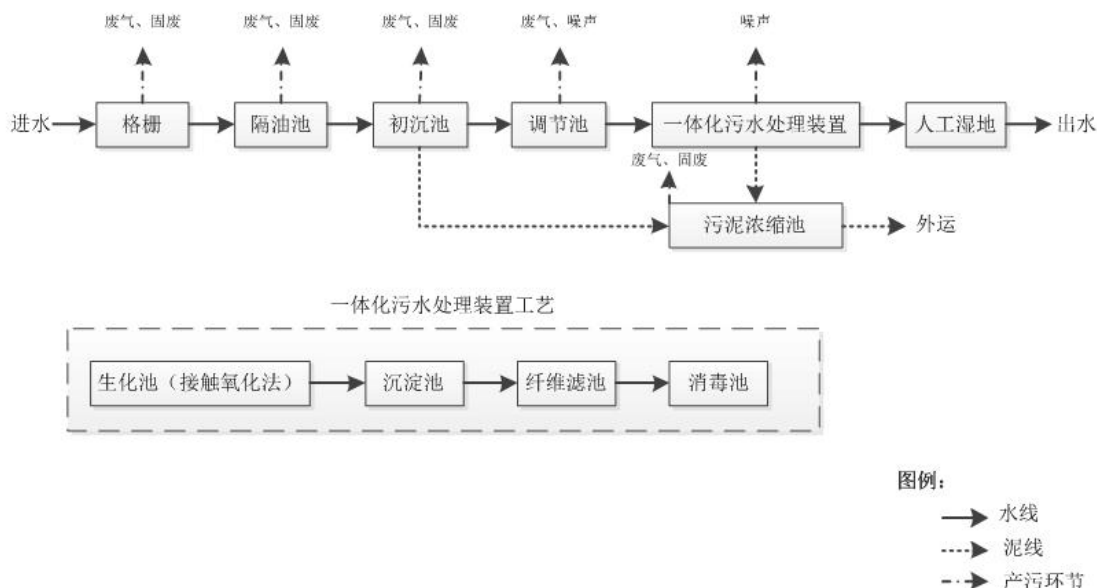 废气、固废 废气、固废 废气、固废 废气、噪声 噪声
进水 格栅 隔油池 初沉池 调节池 一体化污水处理装置 人工湿地 出水
废气、固废
污泥浓缩池 外运
一体化污水处理装置工艺
生化池（接触氧化法） 沉淀池 纤维滤池 消毒池
图例：
水线
泥线
产污环节